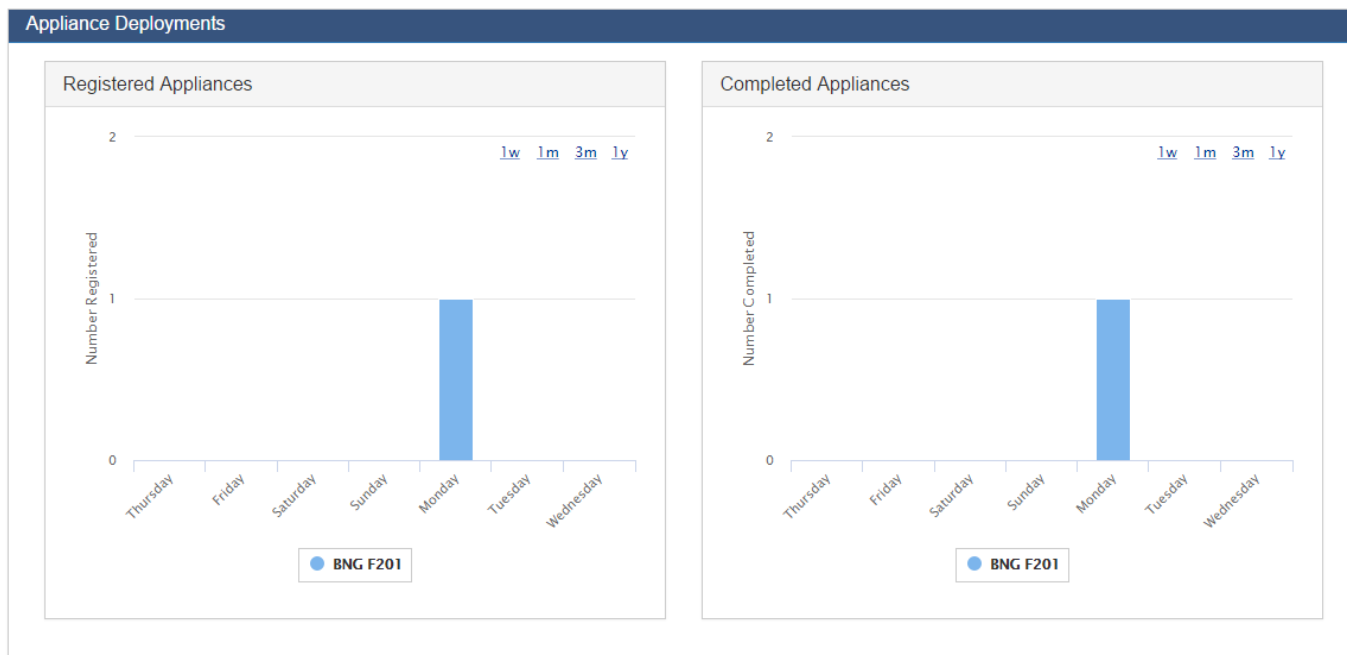 Appliance Deployments
Registered Appliances
2
1w 1m 3m 1y
Number Registered
1
0
Thursday Friday Saturday Sunday Monday Tuesday Wednesday
BNG F201
Completed Appliances
2
1w 1m 3m 1y
Number Completed
1
0
Thursday Friday Saturday Sunday Monday Tuesday Wednesday
BNG F201